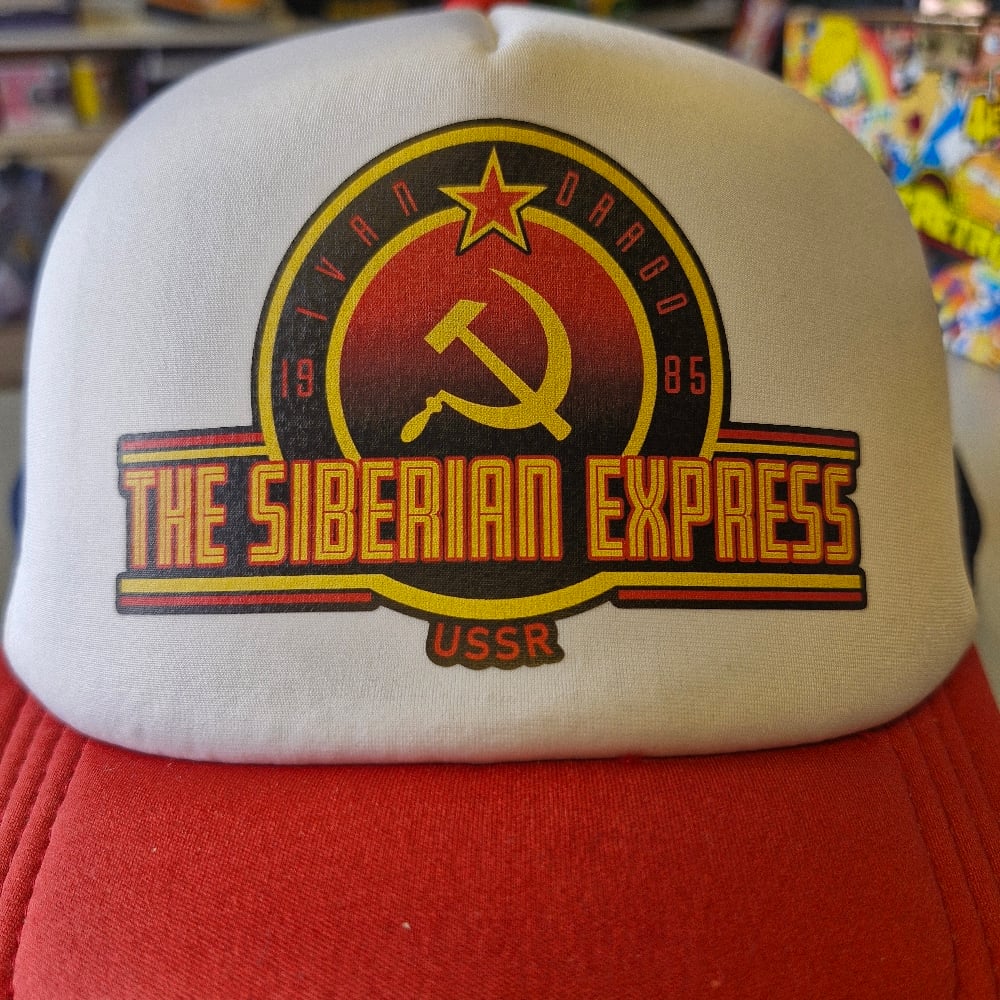 IVAN DRAGO
19 85
THE SIBERIAN EXPRESS
USSR